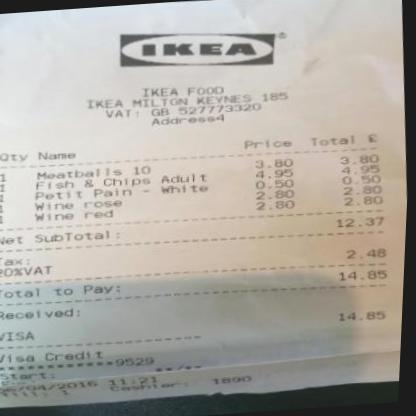 IKEA
IKEA FOOD
IKEA MILTON KEYNES 185
VAT: GB 527773320
Address4
Qty Name Price Total £
1 Meatballs 10 3.80 3.80
1 Fish & Chips Adult 4.95 4.95
1 Petit Pain - White 0.50 0.50
1 Wine rose 2.80 2.80
1 Wine red 2.80 2.80
Net SubTotal: 12.37
Tax:
20%VAT 2.48
Total to Pay: 14.85
Received:
VISA 14.85
Visa Credit
************9529
Start: **/**
/04/2016 11:21
Till: 1 Cashier: 1890